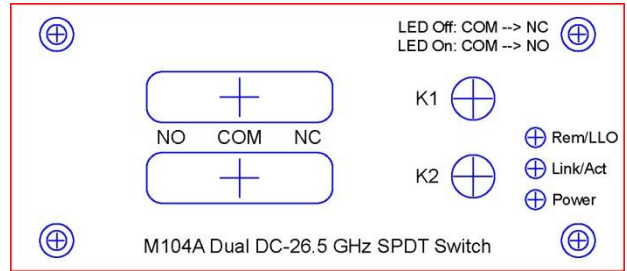 LED Off: COM --> NC
LED On: COM --> NO
K1
NO COM NC
Rem/LLO
K2
Link/Act
Power
M104A Dual DC-26.5 GHz SPDT Switch